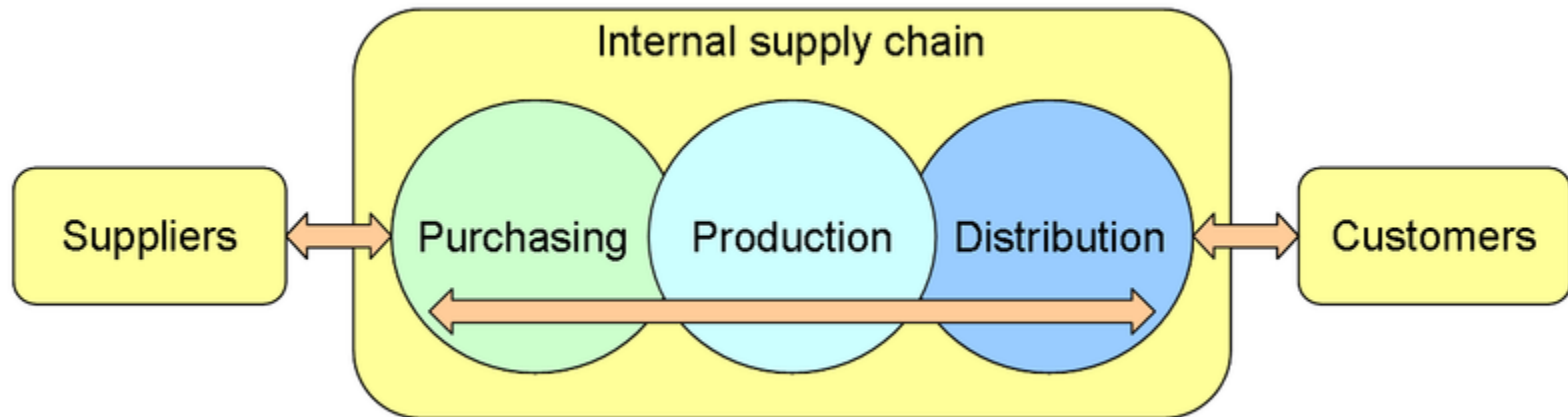 Internal supply chain
Suppliers
Purchasing
Production
Distribution
Customers